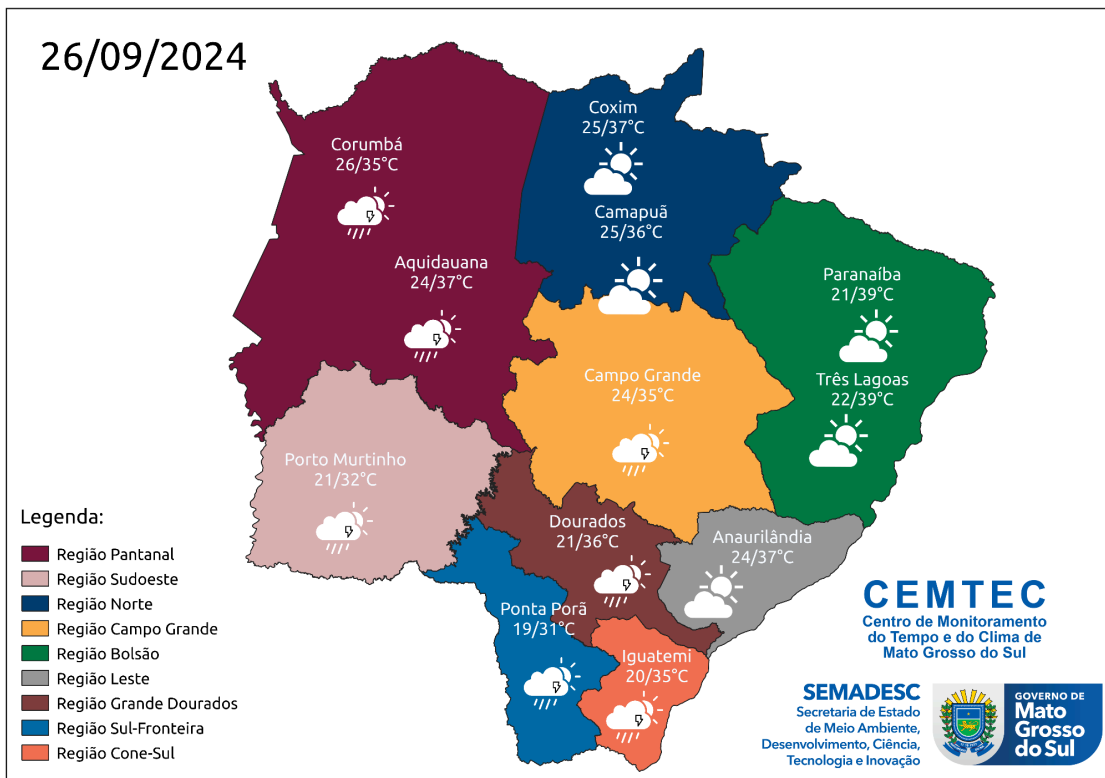 26/09/2024
Coxim
25/37°C
Corumbá
26/35°C
Camapuã
25/36°C
Aquidauana
24/37°C
Paranaíba
21/39°C
Campo Grande
24/35°C
Três Lagoas
22/39°C
Porto Murtinho
21/32°C
Dourados
21/36°C
Anaurilândia
24/37°C
Ponta Porã
19/31°C
Iguatemi
20/35°C
Legenda:
Região Pantanal
Região Sudoeste
Região Norte
Região Campo Grande
Região Bolsão
Região Leste
Região Grande Dourados
Região Sul-Fronteira
Região Cone-Sul
CEMTEC
Centro de Monitoramento
do Tempo e do Clima de
Mato Grosso do Sul
SEMADESC
Secretaria de Estado
de Meio Ambiente,
Desenvolvimento, Ciência,
Tecnologia e Inovação
GOVERNO DE
Mato
Grosso
do Sul